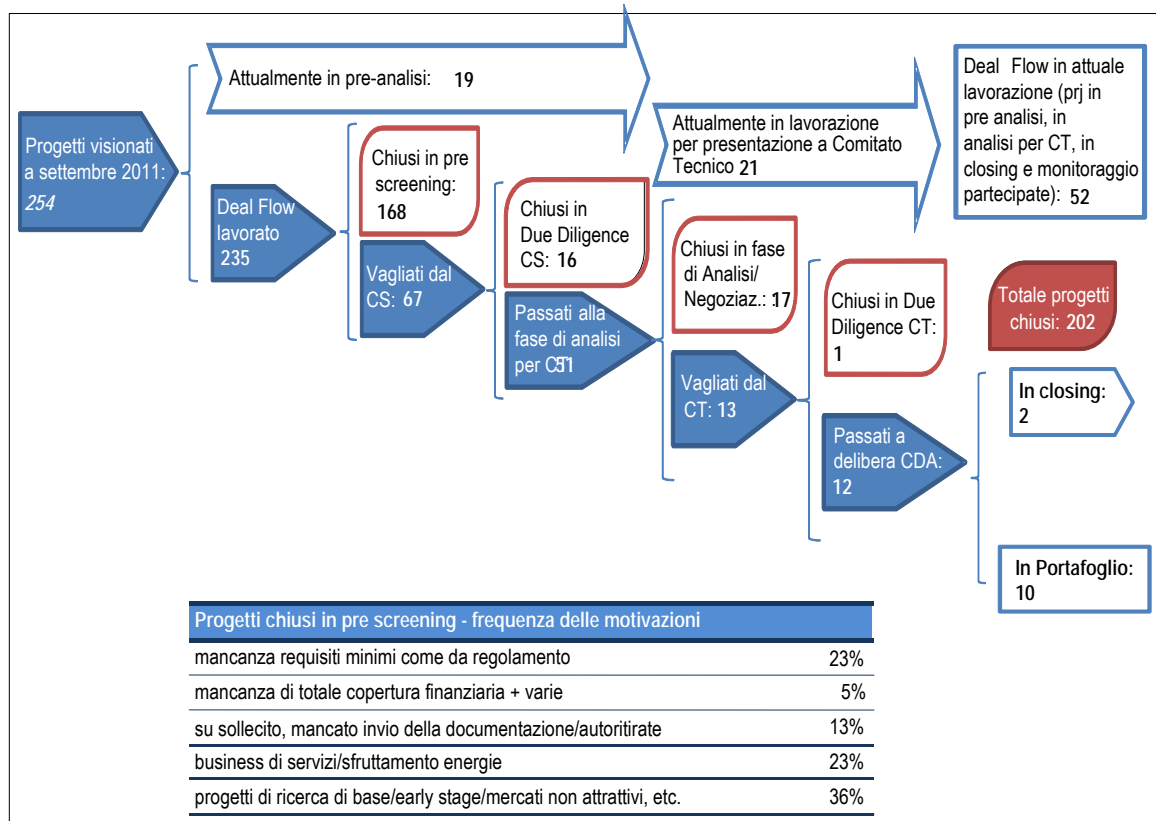 Attualmente in pre-analisi: 19
Deal Flow in attuale
lavorazione (prj in
pre analisi, in
analisi per CT, in
closing e monitoraggio
partecipate): 52
Attualmente in lavorazione
per presentazione a Comitato
Tecnico 21
Progetti visionati
a settembre 2011:
254
Chiusi in pre
screening:
168
Deal Flow
lavorato
235
Chiusi in
Due Diligence
CS: 16
Vagliati dal
CS: 67
Chiusi in fase
di Analisi/
Negoziaz.: 17
Passati alla
fase di analisi
per CT: 51
Chiusi in Due
Diligence CT:
1
Totale progetti
chiusi: 202
Vagliati dal
CT: 13
In closing:
2
Passati a
delibera CDA:
12
In Portafoglio:
10
Progetti chiusi in pre screening - frequenza delle motivazioni
mancanza requisiti minimi come da regolamento 23%
mancanza di totale copertura finanziaria + varie 5%
su sollecito, mancato invio della documentazione/autoritirate 13%
business di servizi/sfruttamento energie 23%
progetti di ricerca di base/early stage/mercati non attrattivi, etc. 36%